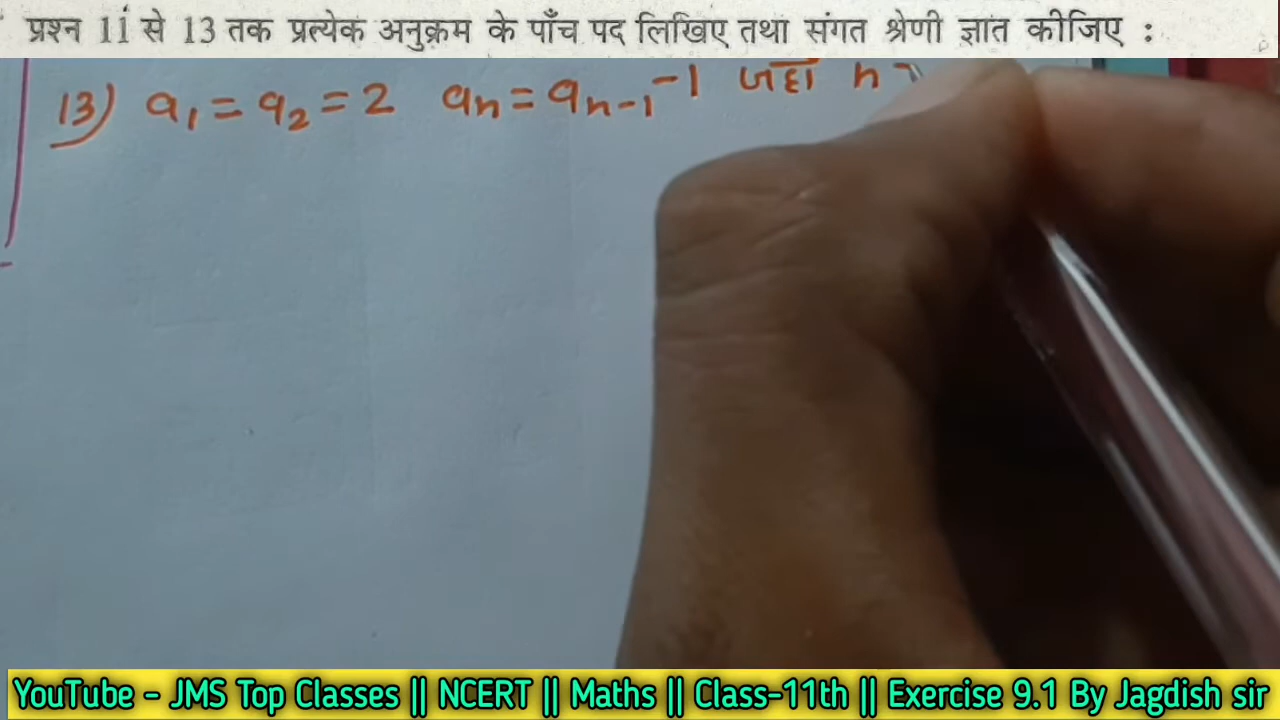 प्रश्न 11 से 13 तक प्रत्येक अनुक्रम के पाँच पद लिखिए तथा संगत श्रेणी ज्ञात कीजिए :
13) a₁ = a₂ = 2 aₙ = aₙ₋₁ -1 जहाँ n
YouTube - JMS Top Classes || NCERT || Maths || Class-11th || Exercise 9.1 By Jagdish sir